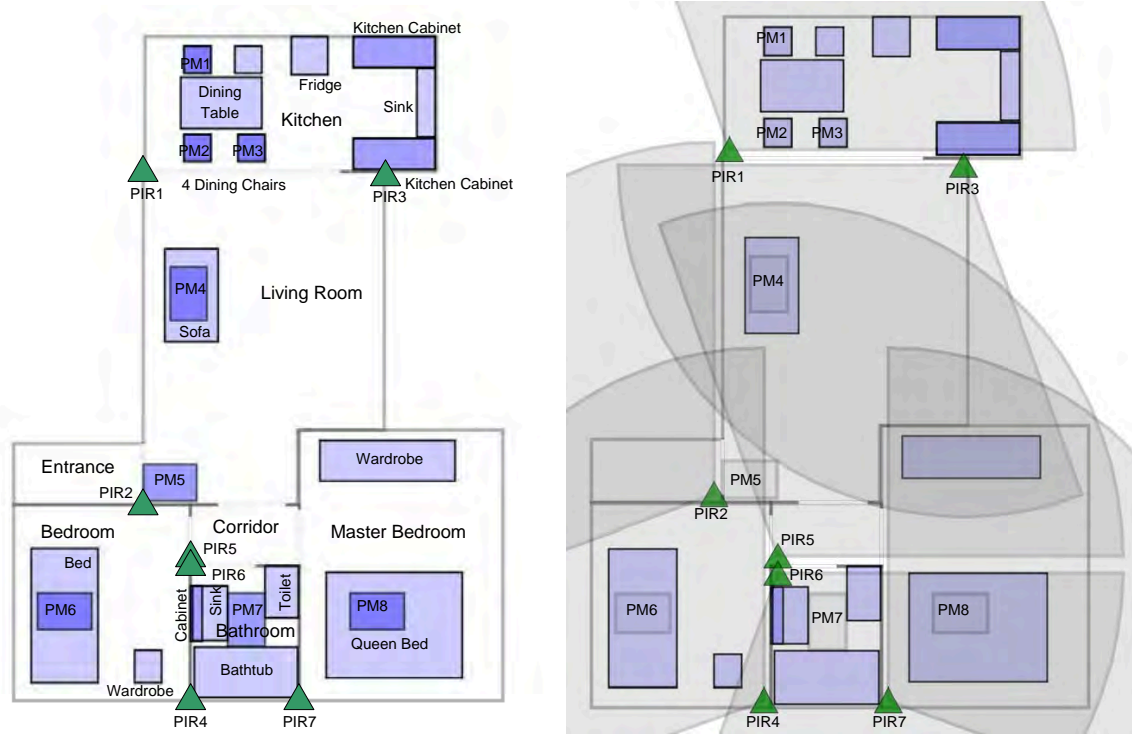 Kitchen Cabinet
PM1
Fridge
Dining
Table
Sink
Kitchen
PM2
PM3
4 Dining Chairs
Kitchen Cabinet
PIR1
PIR3
PM4
Living Room
Sofa
Entrance
PM5
Wardrobe
PIR2
Bedroom
Corridor
Master Bedroom
PIR5
Bed
PIR6
Cabinet
Sink
Toilet
PM6
PM7
PM8
Bathroom
Queen Bed
Bathtub
Wardrobe
PIR4
PIR7
PM1
PM2
PM3
PIR1
PIR3
PM4
PM5
PIR2
PIR5
PIR6
PM6
PM7
PM8
PIR4
PIR7